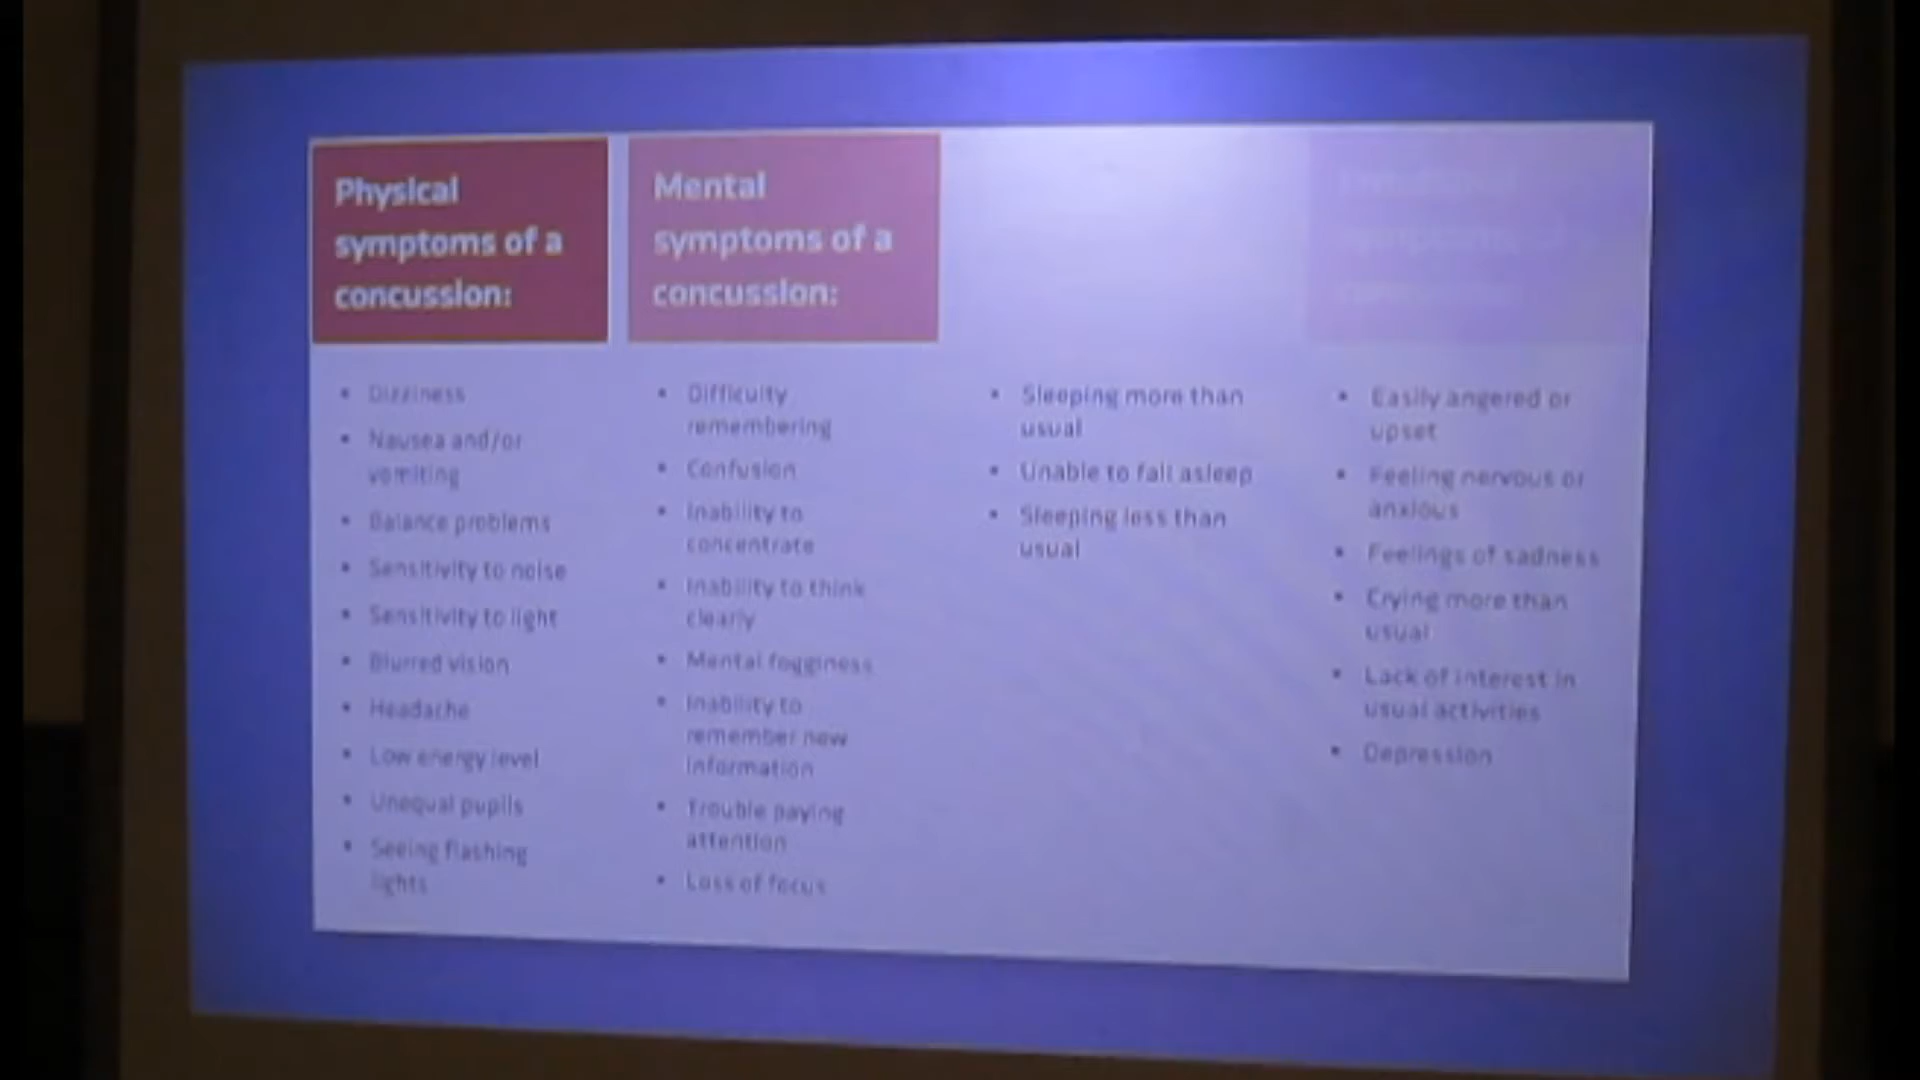 Physical
symptoms of a
concussion:
Dizziness
Nausea and/or
vomiting
Balance problems
Sensitivity to noise
Sensitivity to light
Blurred vision
Headache
Low energy level
Unequal pupils
Seeing flashing
lights
Mental
symptoms of a
concussion:
Difficulty
remembering
Confusion
Inability to
concentrate
Inability to think
clearly
Mental fogginess
Inability to
remember new
information
Trouble paying
attention
Loss of focus
Sleeping more than
usual
Unable to fall asleep
Sleeping less than
usual
symptoms of
Easily angered or
upset
Feeling nervous or
anxious
Feelings of sadness
Crying more than
usual
Lack of interest in
usual activities
Depression